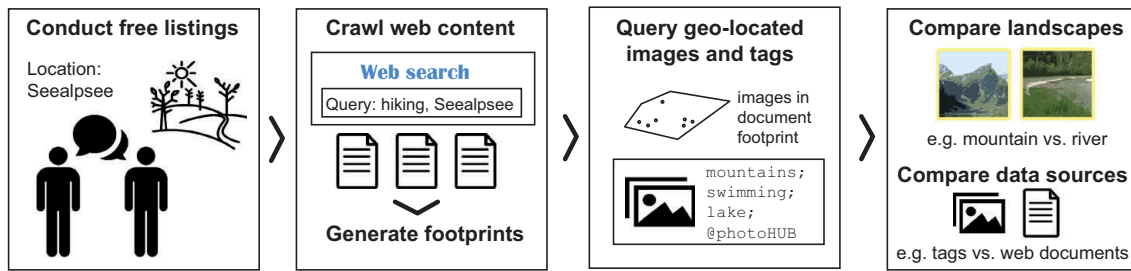 Conduct free listings
Location:
Seealpsee
Crawl web content
Web search
Query: hiking, Seealpsee
Generate footprints
Query geo-located
images and tags
images in
document
footprint
mountains;
swimming;
lake;
@photoHUB
Compare landscapes
e.g. mountain vs. river
Compare data sources
e.g. tags vs. web documents